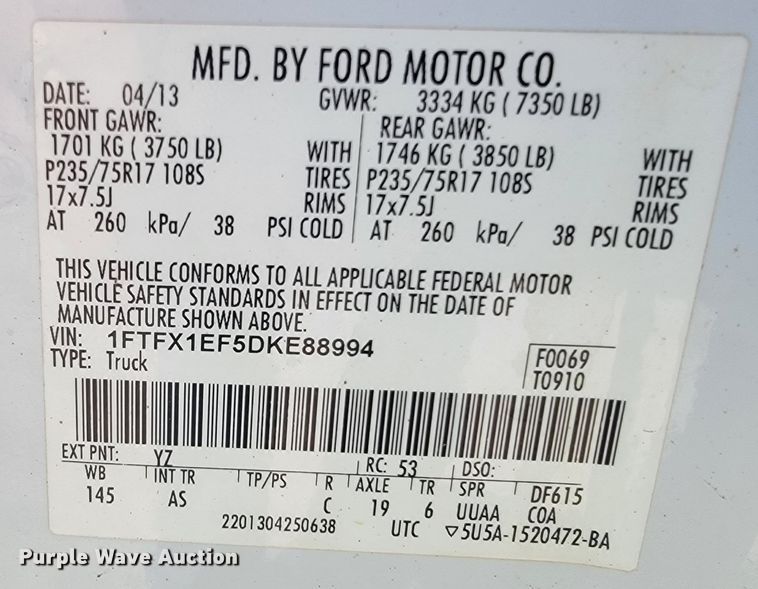 MFD. BY FORD MOTOR CO.
DATE: 04/13 GVWR: 3334 KG ( 7350 LB)
FRONT GAWR: REAR GAWR:
1701 KG ( 3750 LB) WITH 1746 KG ( 3850 LB) WITH
P235/75R17 108S TIRES P235/75R17 108S TIRES
17x7.5J RIMS 17x7.5J RIMS
AT 260 kPa/ 38 PSI COLD AT 260 kPa/ 38 PSI COLD
THIS VEHICLE CONFORMS TO ALL APPLICABLE FEDERAL MOTOR
VEHICLE SAFETY STANDARDS IN EFFECT ON THE DATE OF
MANUFACTURE SHOWN ABOVE.
VIN: 1FTFX1EF5DKE88994
TYPE: Truck
F0069
T0910
EXT PNT: YZ RC: 53 DSO:
WB INT TR TP/PS R AXLE TR SPR DF615
145 AS C 19 6 UUAA COA
2201304250638 UTC ▽5U5A-1520472-BA
Purple Wave Auction